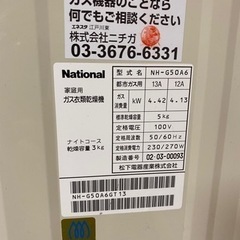 ガス機器のことなら
何でもご相談ください
エネスタ江戸川東
㈱日東ニチガ
03-3676-6331
National
家庭用
ガス衣類乾燥機
ナイトコース
乾燥容量3kg
型式名 NH-G50A6
都市ガス用 13A 12A
ガス消費量 kW 4.42 4.13
標準乾燥容量 5kg
定格電圧 100V
定格周波数 50/60Hz
定格消費電力 230/270W
製造番号 02·03-00093
松下電器産業株式会社
NH-G50A6GT13